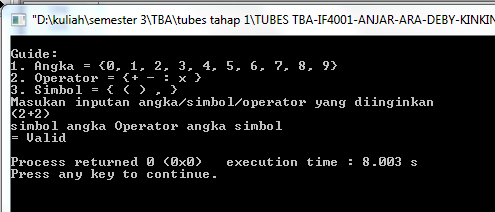 "D:\kuliah\semester 3\TBA\tubes tahap 1\TUBES TBA-IF4001-ANJAR-ARA-DEBY-KINKIN
Guide:
1. Angka = {0, 1, 2, 3, 4, 5, 6, 7, 8, 9}
2. Operator = {+ - : x }
3. Simbol = { ( ) , }
Masukan inputan angka/simbol/operator yang diinginkan
(2+2)
simbol angka Operator angka simbol
= Valid
Process returned 0 (0x0)   execution time : 8.003 s
Press any key to continue.